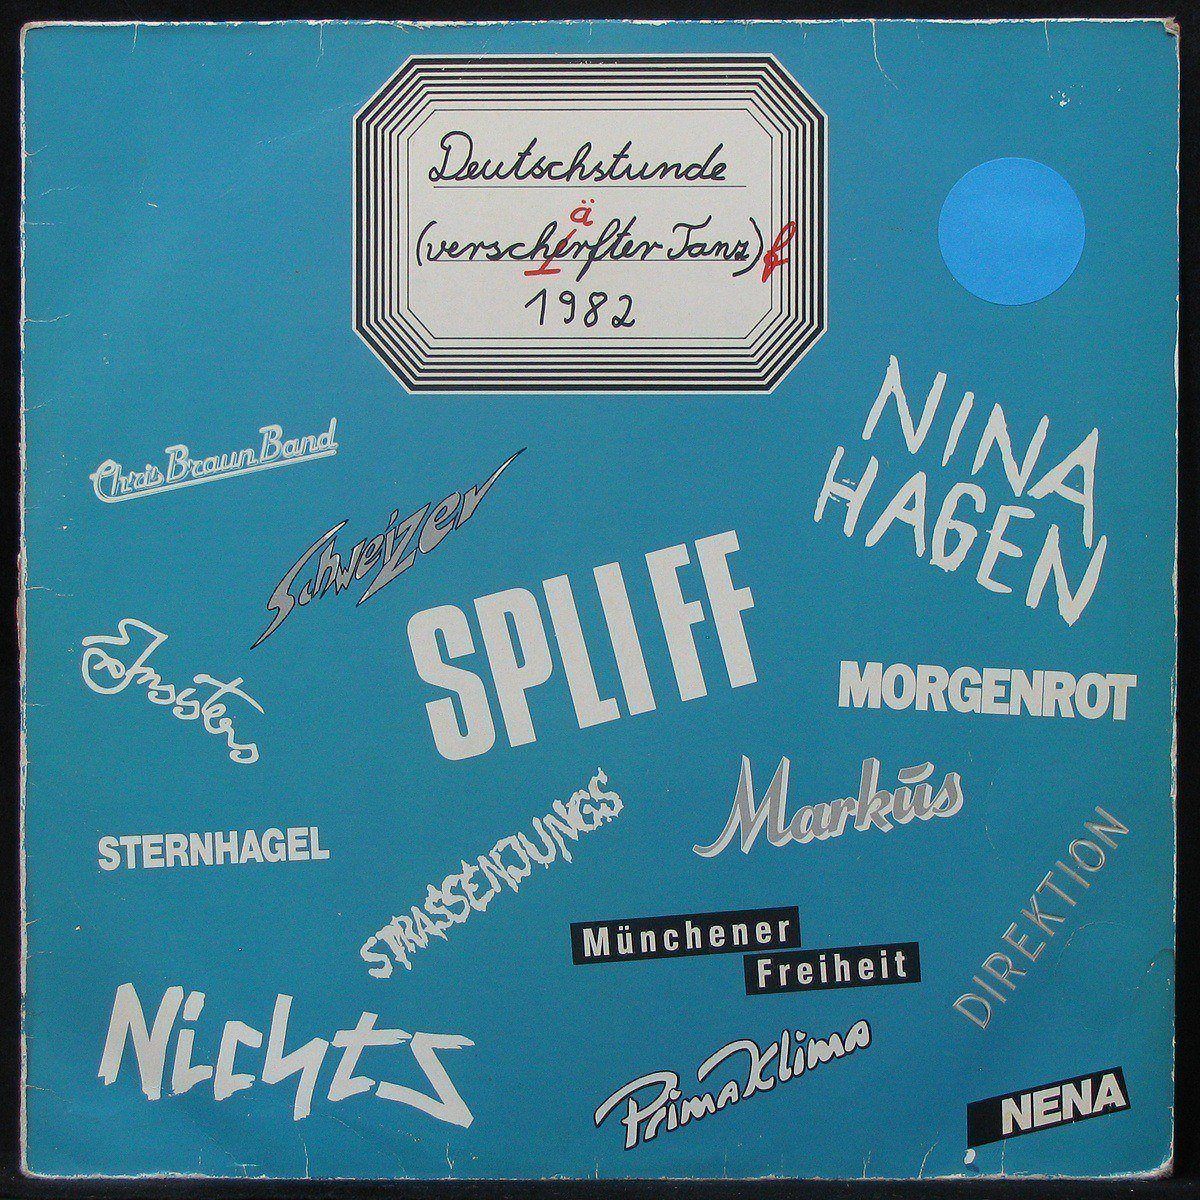 Deutschstunde
ä
(verscherfter Tanz) f
1982
NINA
HAGEN
Chris Braun Band
Schweizer
SPLIFF
MORGENROT
Markus
STERNHAGEL
STRASSENJUNGS
DIREKTION
Münchener
Freiheit
Nichts
PrimaKlima
NENA